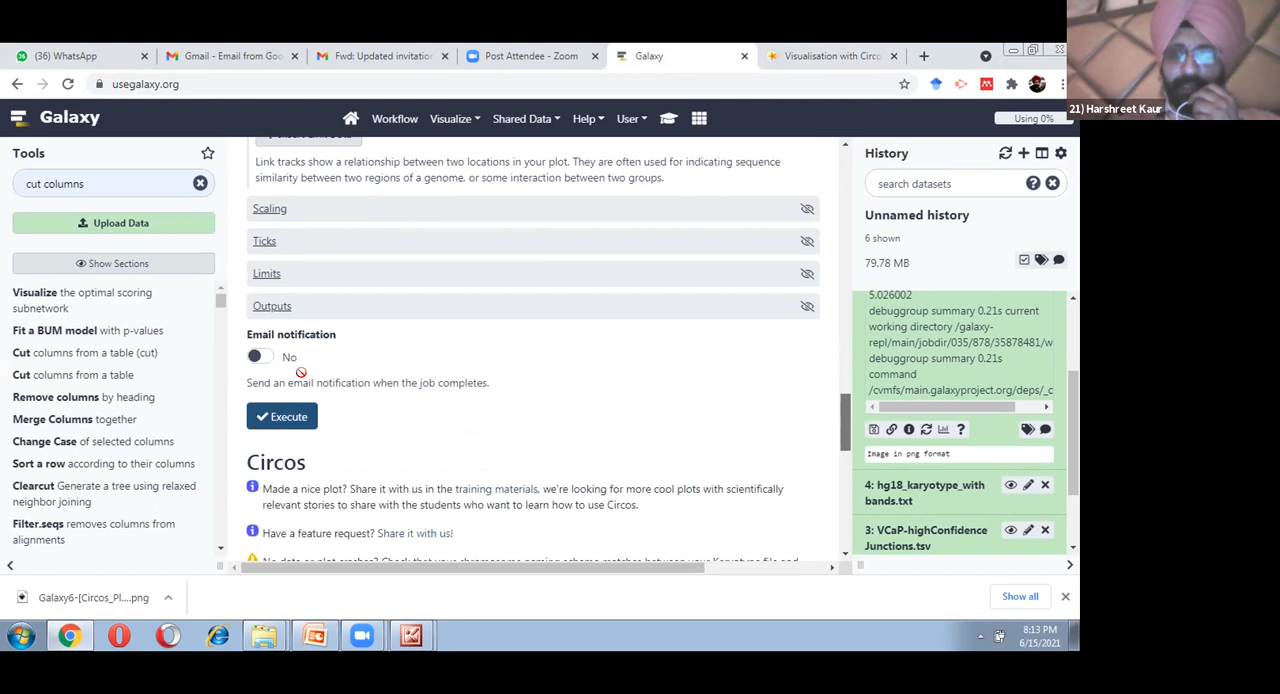 (36) WhatsApp
Gmail - Email from Goo
Fwd: Updated invitation
Post Attendee - Zoom
Galaxy
Visualisation with Circo
usegalaxy.org
21) Harshreet Kaur
Galaxy
Workflow
Visualize
Shared Data
Help
User
Using 0%
Tools
cut columns
Upload Data
Show Sections
Visualize the optimal scoring
subnetwork
Fit a BUM model with p-values
Cut columns from a table (cut)
Cut columns from a table
Remove columns by heading
Merge Columns together
Change Case of selected columns
Sort a row according to their columns
Clearcut Generate a tree using relaxed
neighbor joining
Filter.seqs removes columns from
alignments
Link tracks show a relationship between two locations in your plot. They are often used for indicating sequence
similarity between two regions of a genome, or some interaction between two groups.
Scaling
Ticks
Limits
Outputs
Email notification
No
Send an email notification when the job completes.
Execute
Circos
Made a nice plot? Share it with us in the training materials, we're looking for more cool plots with scientifically
relevant stories to share with the students who want to learn how to use Circos.
Have a feature request? Share it with us!
History
search datasets
Unnamed history
6 shown
79.78 MB
5.026002
debuggroup summary 0.21s current
working directory /galaxy-
repl/main/jobdir/035/878/35878481/w
debuggroup summary 0.21s
command
/cvmfs/main.galaxyproject.org/deps/_c
Image in png format
4: hg18_karyotype_with
bands.txt
3: VCaP-highConfidence
Junctions.tsv
Galaxy6-[Circos_Pl....png
Show all
8:13 PM
6/15/2021